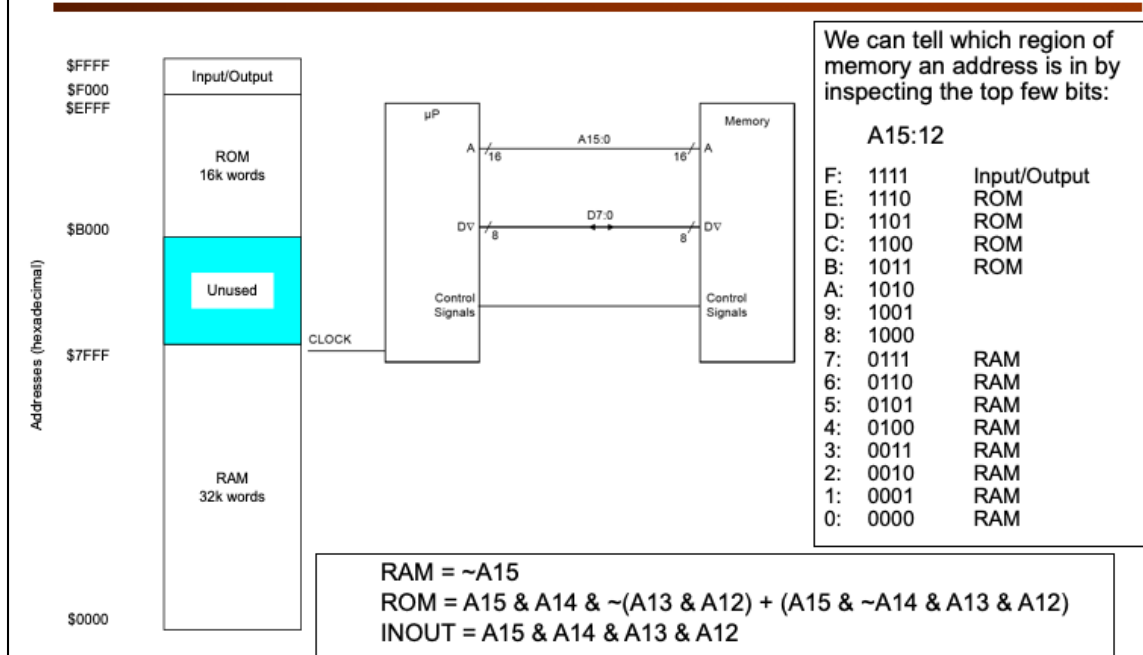 Addresses (hexadecimal)
$FFFF
$F000
$EFFF
$B000
$7FFF
$0000
Input/Output
ROM
16k words
Unused
RAM
32k words
CLOCK
µP
A
16
D∇
8
Control
Signals
A15:0
D7:0
Memory
16
A
8
D∇
Control
Signals
We can tell which region of
memory an address is in by
inspecting the top few bits:
A15:12
F: 1111 Input/Output
E: 1110 ROM
D: 1101 ROM
C: 1100 ROM
B: 1011 ROM
A: 1010
9: 1001
8: 1000
7: 0111 RAM
6: 0110 RAM
5: 0101 RAM
4: 0100 RAM
3: 0011 RAM
2: 0010 RAM
1: 0001 RAM
0: 0000 RAM
RAM = ~A15
ROM = A15 & A14 & ~(A13 & A12) + (A15 & ~A14 & A13 & A12)
INOUT = A15 & A14 & A13 & A12